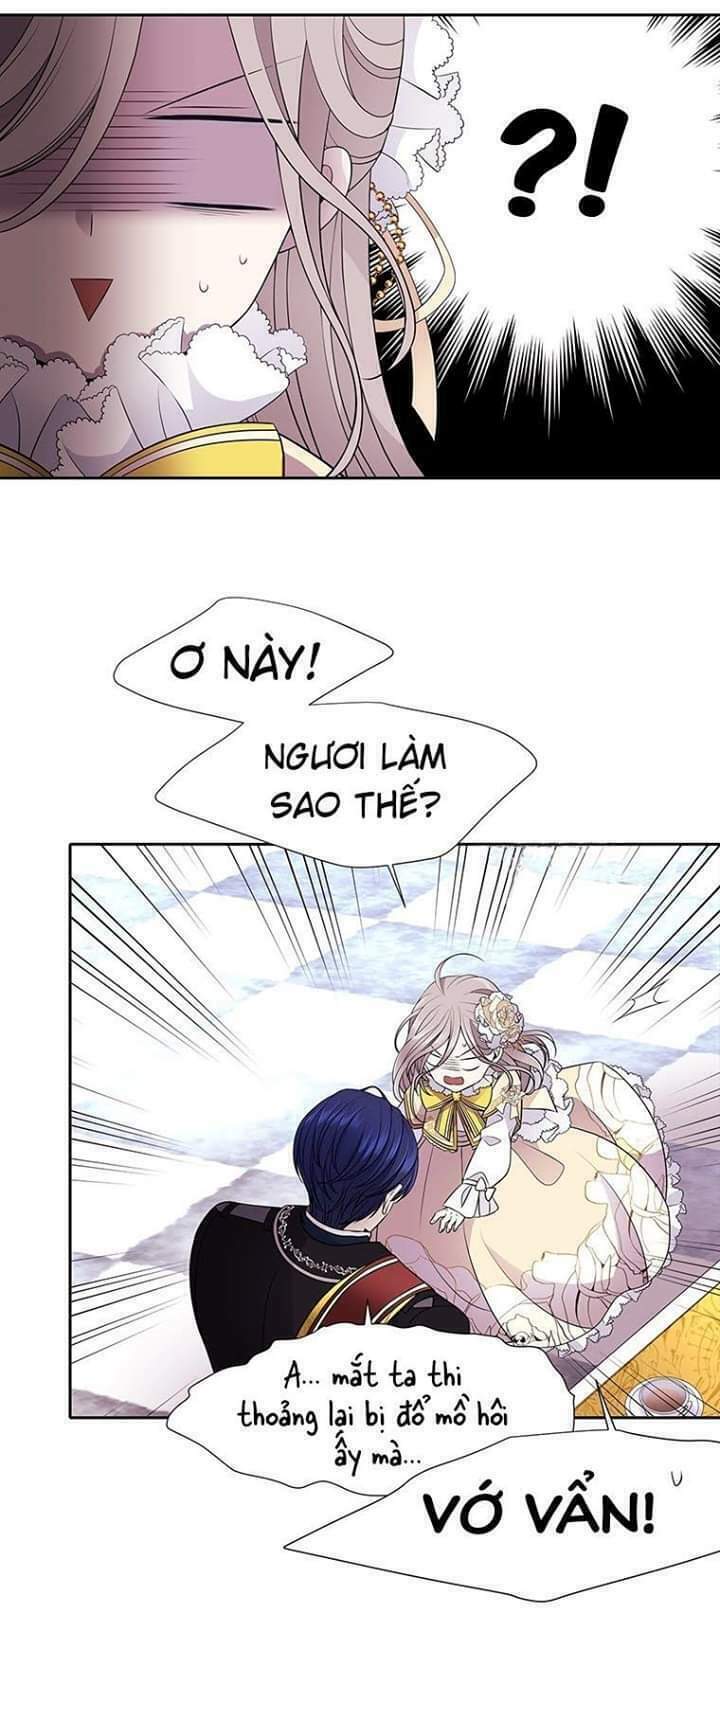 ?!
Ơ NÀY!
NGƯƠI LÀM
SAO THẾ?
A... mắt ta thi
thoảng lại bị đổ mồ hôi
ấy mà...
VỚ VẨN!